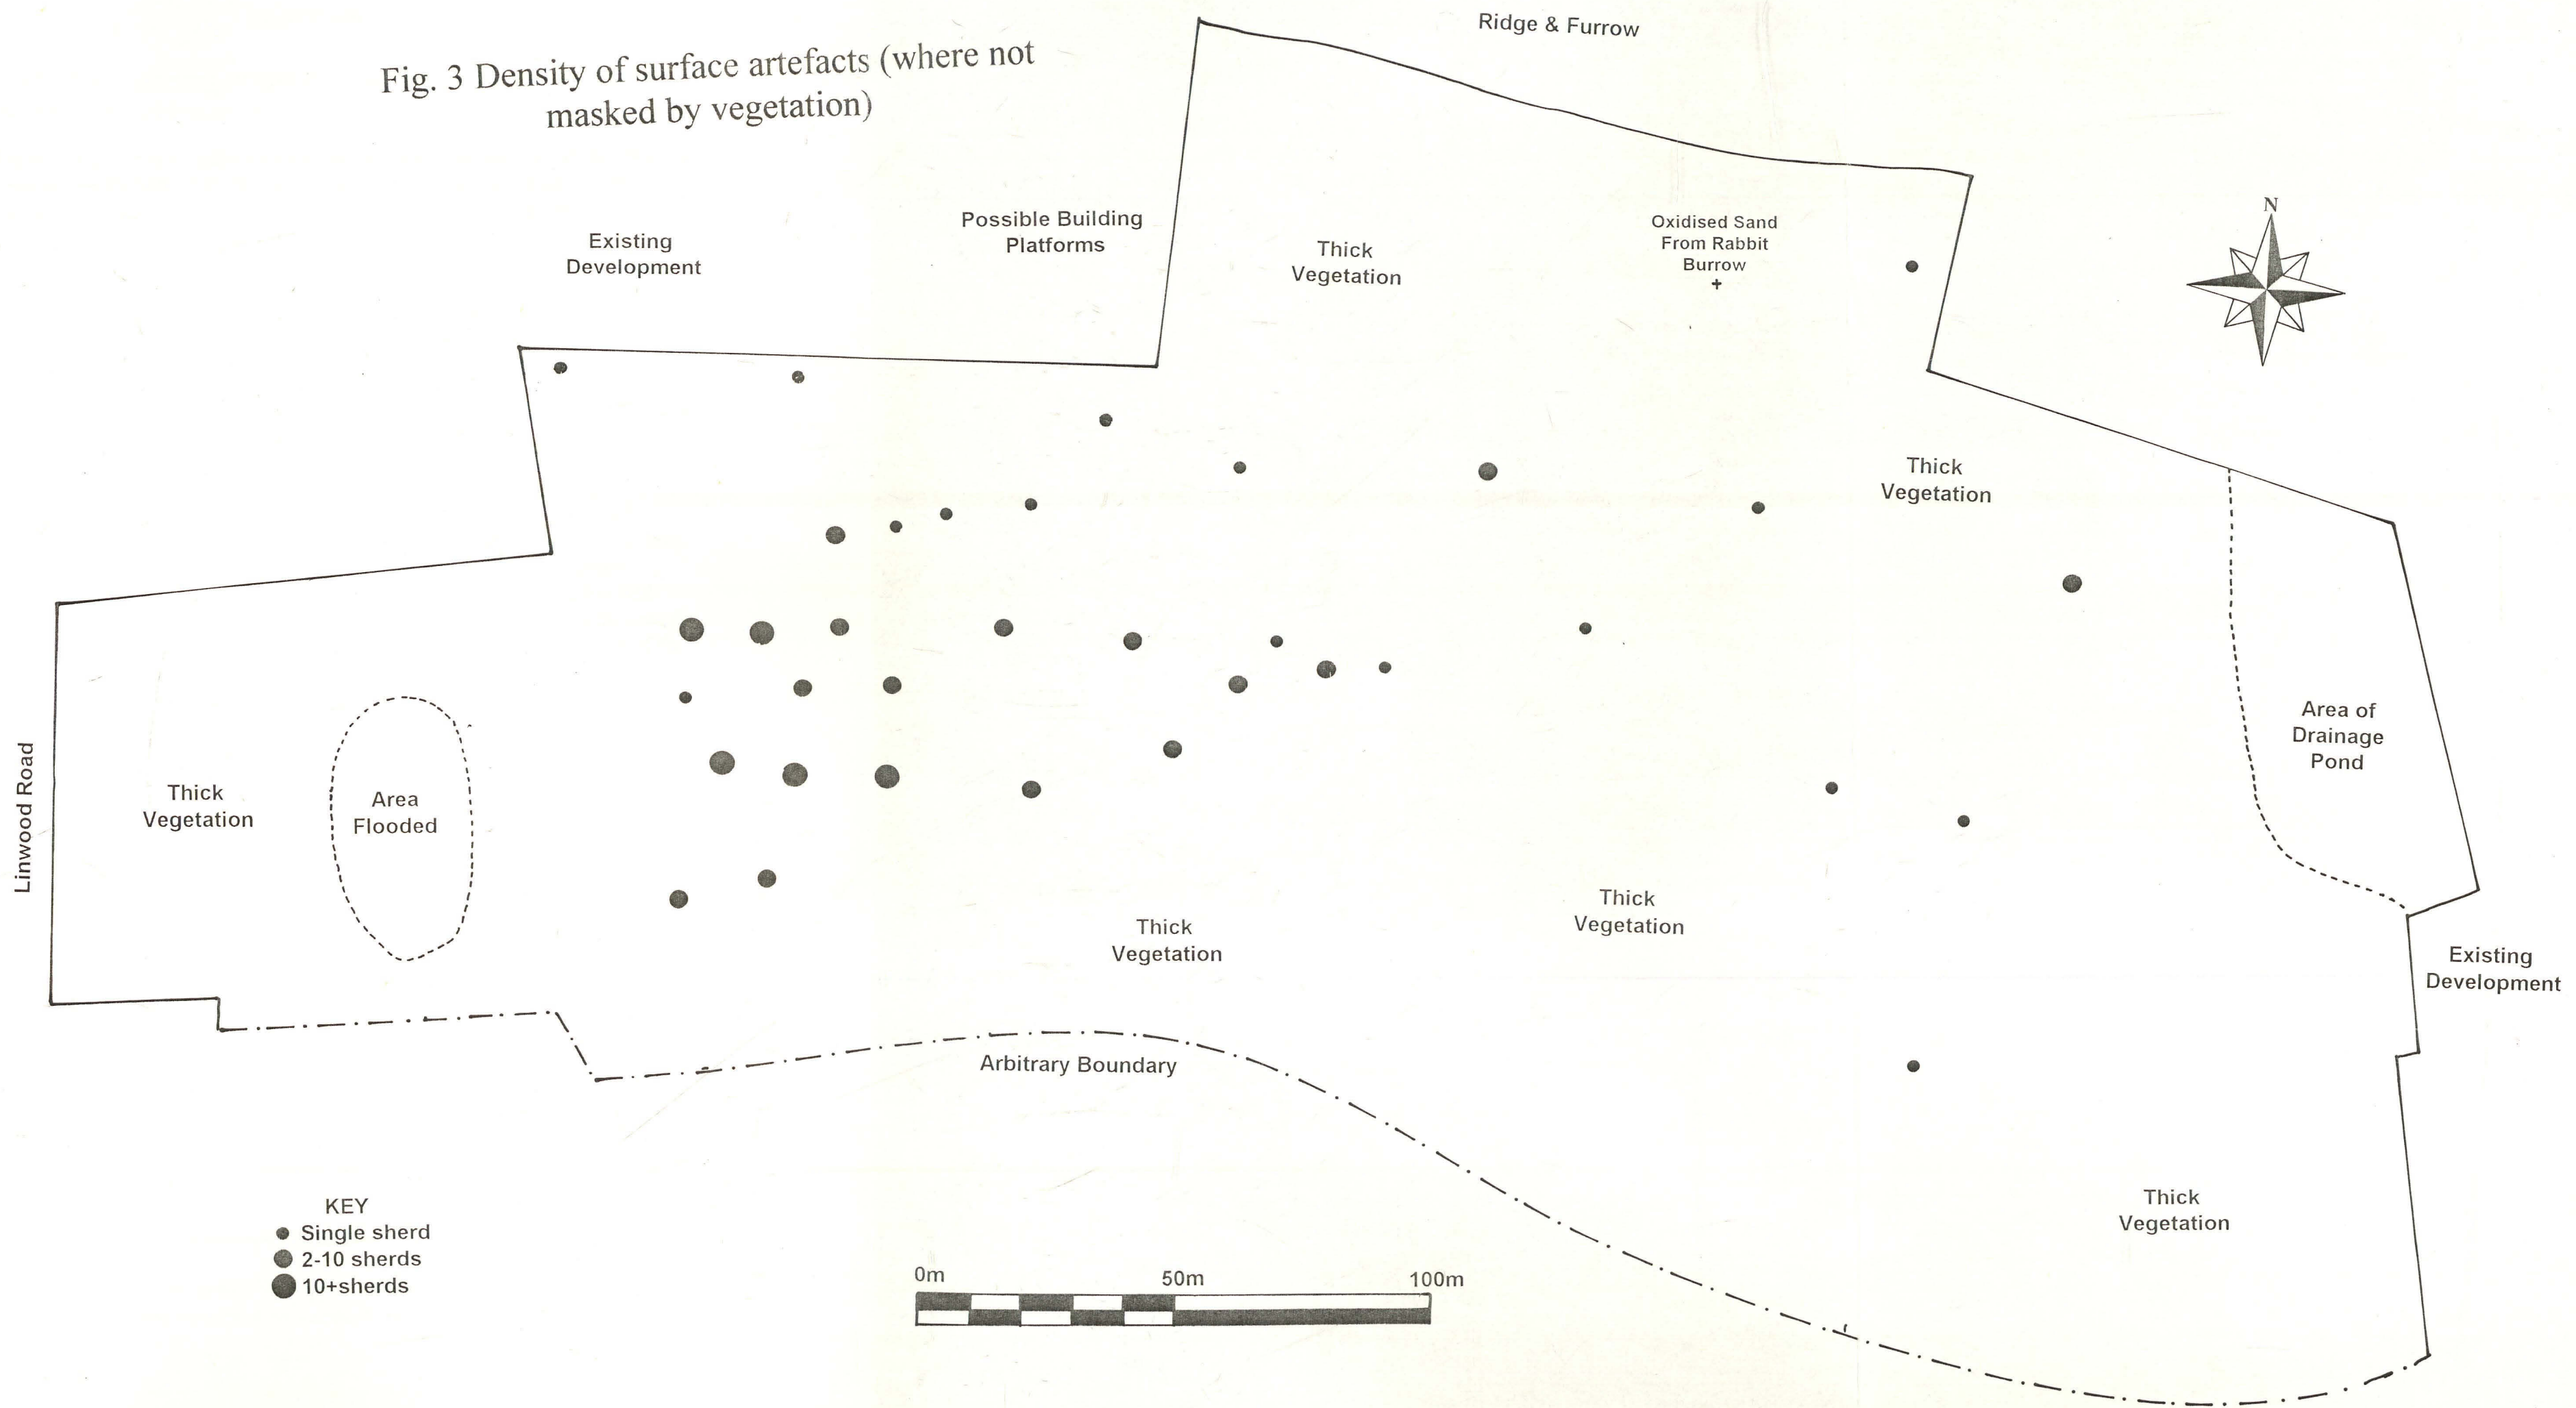 Fig. 3 Density of surface artefacts (where not
masked by vegetation)
Ridge & Furrow
Existing
Development
Possible Building
Platforms
Thick
Vegetation
Oxidised Sand
From Rabbit
Burrow
N
Thick
Vegetation
Linwood Road
Thick
Vegetation
Area
Flooded
Area of
Drainage
Pond
Thick
Vegetation
Thick
Vegetation
Existing
Development
Arbitrary Boundary
Thick
Vegetation
KEY
Single sherd
2-10 sherds
10+sherds
0m 50m 100m